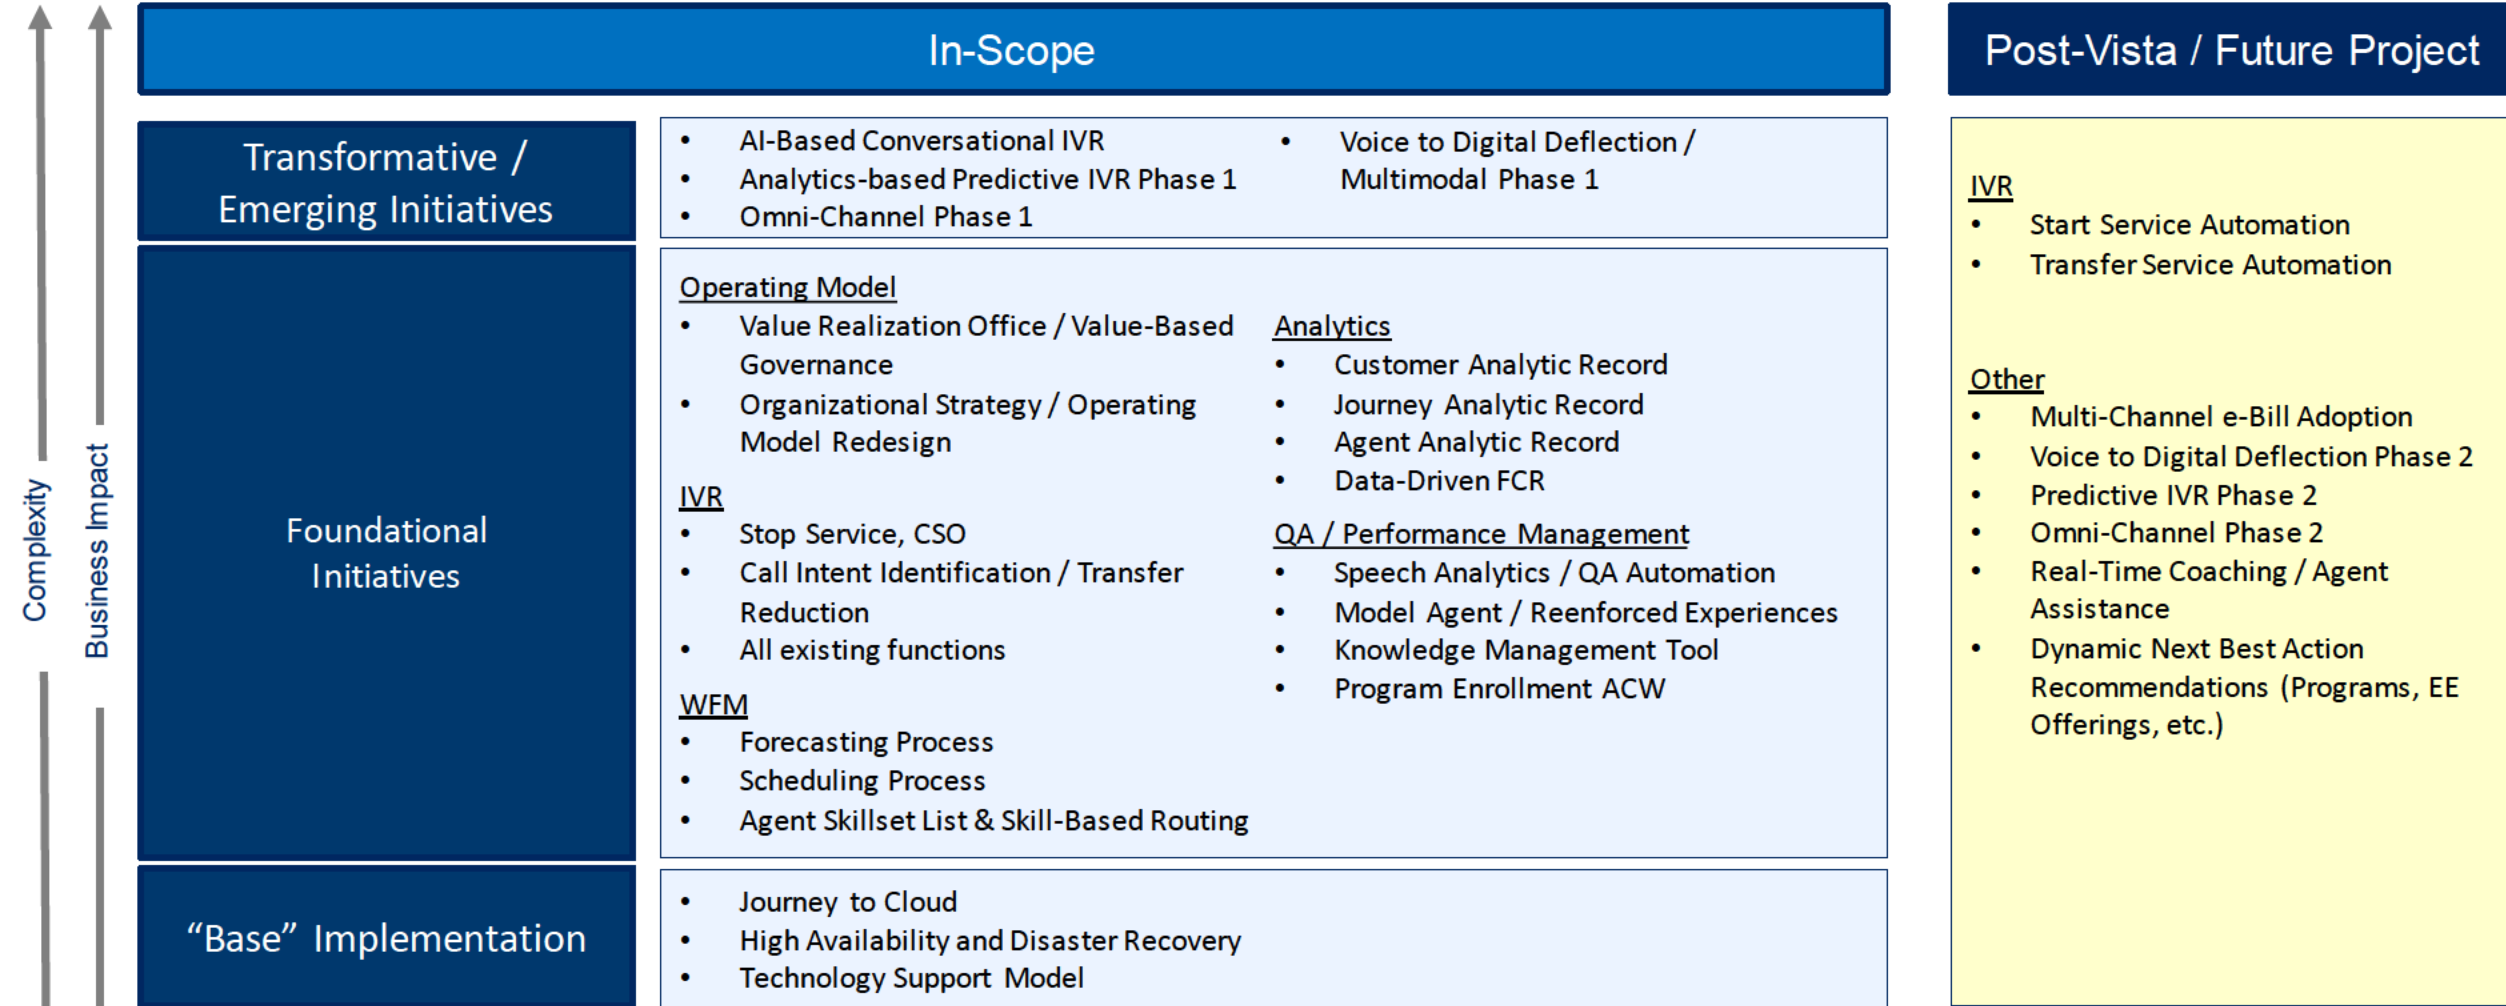 In-Scope
Post-Vista / Future Project
Complexity
Business Impact
Transformative /
Emerging Initiatives
• AI-Based Conversational IVR
• Analytics-based Predictive IVR Phase 1
• Omni-Channel Phase 1
• Voice to Digital Deflection /
Multimodal Phase 1
Foundational
Initiatives
Operating Model
• Value Realization Office / Value-Based
Governance
• Organizational Strategy / Operating
Model Redesign
IVR
• Stop Service, CSO
• Call Intent Identification / Transfer
Reduction
• All existing functions
WFM
• Forecasting Process
• Scheduling Process
• Agent Skillset List & Skill-Based Routing
Analytics
• Customer Analytic Record
• Journey Analytic Record
• Agent Analytic Record
• Data-Driven FCR
QA / Performance Management
• Speech Analytics / QA Automation
• Model Agent / Reenforced Experiences
• Knowledge Management Tool
• Program Enrollment ACW
“Base” Implementation
• Journey to Cloud
• High Availability and Disaster Recovery
• Technology Support Model
IVR
• Start Service Automation
• Transfer Service Automation
Other
• Multi-Channel e-Bill Adoption
• Voice to Digital Deflection Phase 2
• Predictive IVR Phase 2
• Omni-Channel Phase 2
• Real-Time Coaching / Agent
Assistance
• Dynamic Next Best Action
Recommendations (Programs, EE
Offerings, etc.)